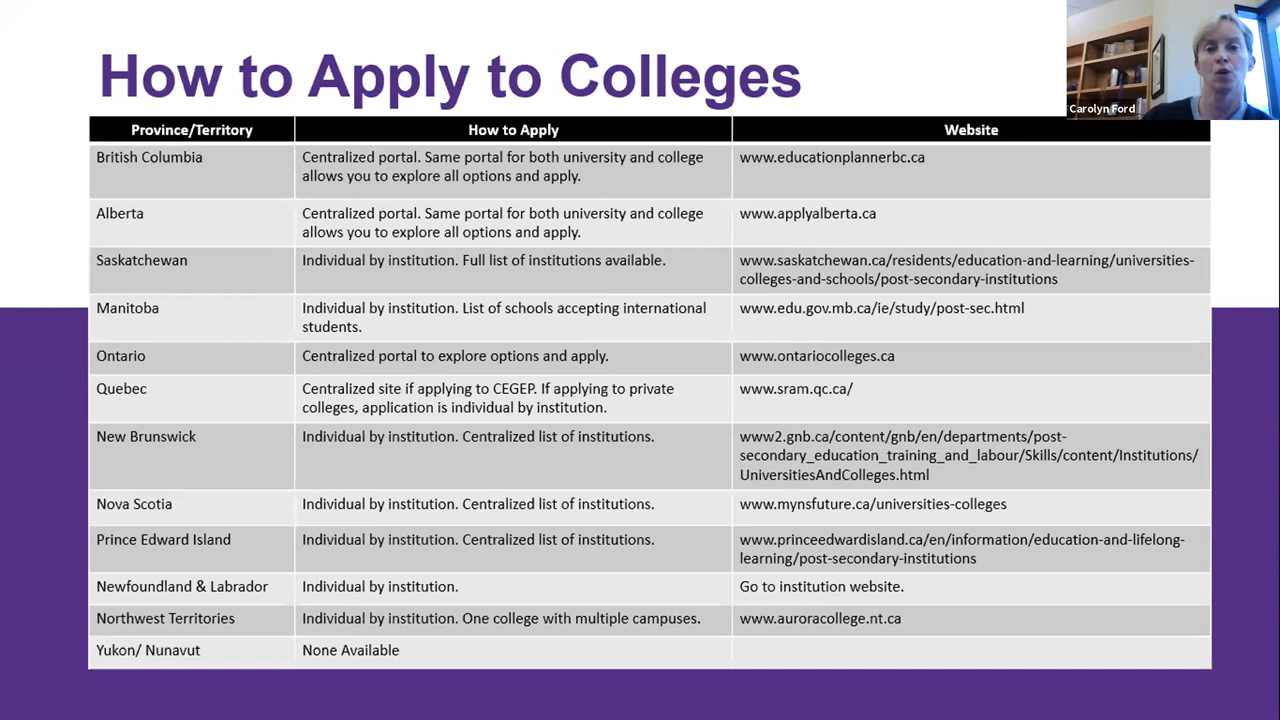 How to Apply to Colleges
Carolyn Ford
Province/Territory
How to Apply
Website
British Columbia
Centralized portal. Same portal for both university and college
allows you to explore all options and apply.
www.educationplannerbc.ca
Alberta
Centralized portal. Same portal for both university and college
allows you to explore all options and apply.
www.applyalberta.ca
Saskatchewan
Individual by institution. Full list of institutions available.
www.saskatchewan.ca/residents/education-and-learning/universities-
colleges-and-schools/post-secondary-institutions
Manitoba
Individual by institution. List of schools accepting international
students.
www.edu.gov.mb.ca/ie/study/post-sec.html
Ontario
Centralized portal to explore options and apply.
www.ontariocolleges.ca
Quebec
Centralized site if applying to CEGEP. If applying to private
colleges, application is individual by institution.
www.sram.qc.ca/
New Brunswick
Individual by institution. Centralized list of institutions.
www2.gnb.ca/content/gnb/en/departments/post-
secondary_education_training_and_labour/Skills/content/Institutions/
UniversitiesAndColleges.html
Nova Scotia
Individual by institution. Centralized list of institutions.
www.mynsfuture.ca/universities-colleges
Prince Edward Island
Individual by institution. Centralized list of institutions.
www.princeedwardisland.ca/en/information/education-and-lifelong-
learning/post-secondary-institutions
Newfoundland & Labrador
Individual by institution.
Go to institution website.
Northwest Territories
Individual by institution. One college with multiple campuses.
www.auroracollege.nt.ca
Yukon/ Nunavut
None Available